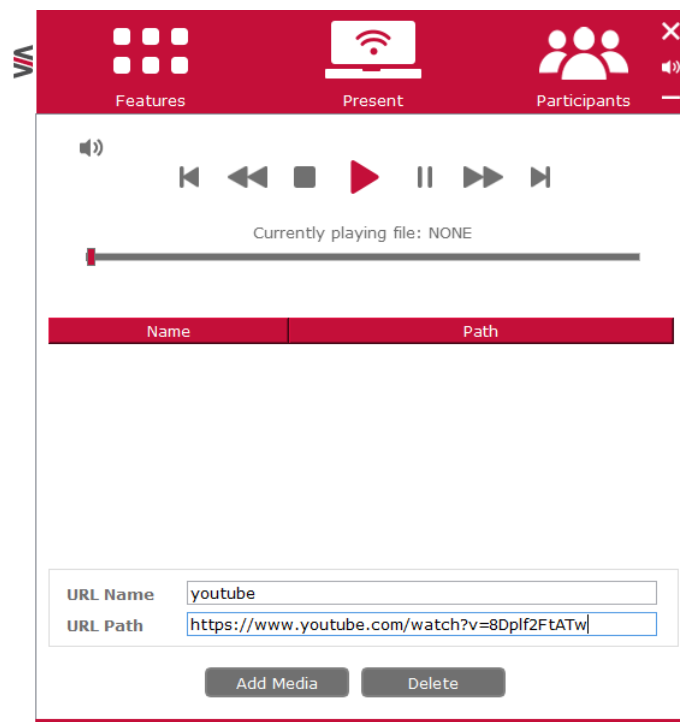 Features
Present
Participants
Currently playing file: NONE
Name
Path
URL Name
youtube
URL Path
https://www.youtube.com/watch?v=8Dplf2FtATw
Add Media
Delete